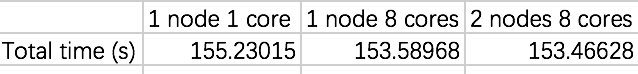 1 node 1 core 1 node 8 cores 2 nodes 8 cores
Total time (s) 155.23015 153.58968 153.46628